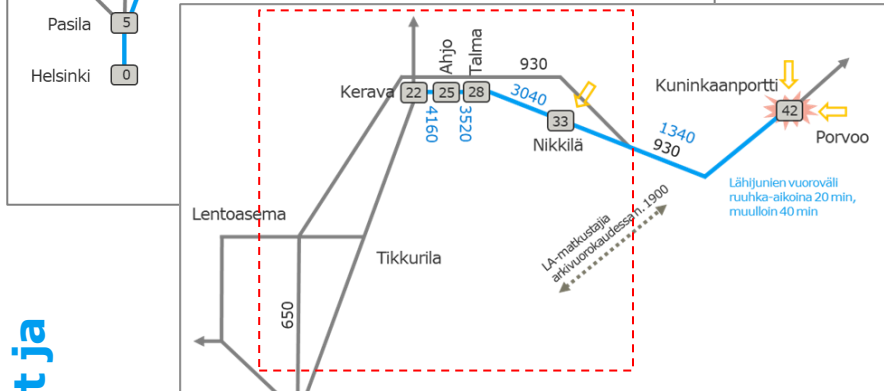 Pasila
5
Helsinki
0
Ahjo
Talma
930
Kerava
22
25
28
3040
4160
3520
33
Nikkilä
Kuninkaanportti
42
Porvoo
1340
930
Lähijunien vuoroväli
ruuhka-aikoina 20 min,
muulloin 40 min
LA-matkustajia
arkivuorokaudessa n. 1900
Lentoasema
Tikkurila
650
t ja